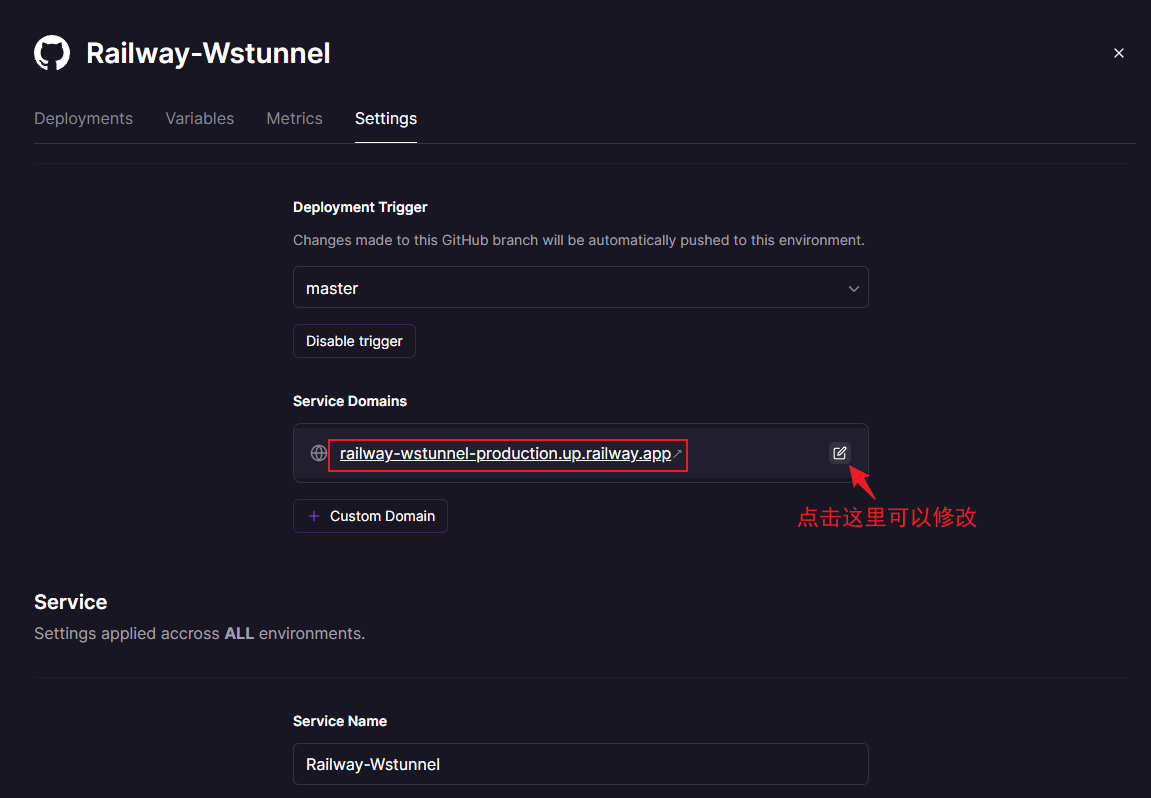 Railway-Wstunnel
Deployments Variables Metrics Settings
Deployment Trigger
Changes made to this GitHub branch will be automatically pushed to this environment.
master
Disable trigger
Service Domains
railway-wstunnel-production.up.railway.app
点击这里可以修改
+ Custom Domain
Service
Settings applied accross ALL environments.
Service Name
Railway-Wstunnel